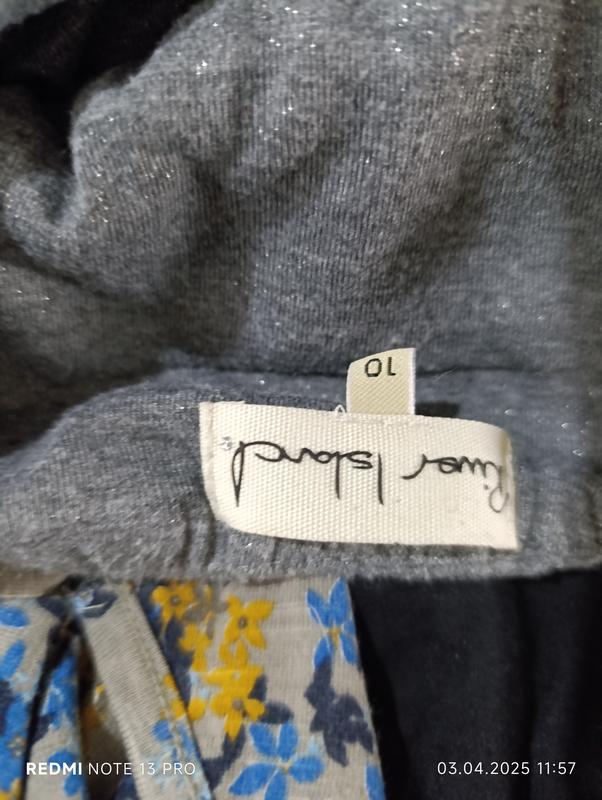 10
River Island
REDMI NOTE 13 PRO
03.04.2025 11:57